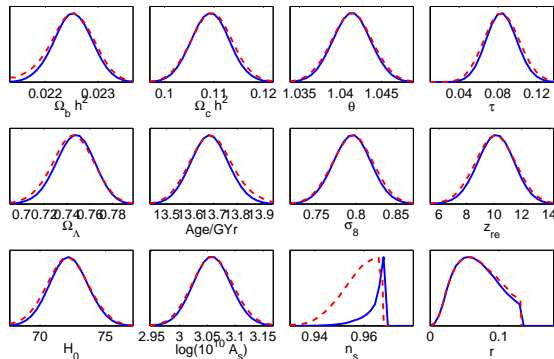 0.022 0.023 0.1 0.11 0.12 1.035 1.04 1.045 0.04 0.08 0.12
Ω_b h² Ω_c h² θ τ
0.70 0.72 0.74 0.76 0.78 13.5 13.6 13.7 13.8 13.9 0.75 0.8 0.85 6 8 10 12 14
Ω_Λ Age/GYr σ_8 z_re
70 75 2.95 3 3.05 3.1 3.15 0.94 0.96 0 0.1
H_0 log(10¹⁰ A_s) n_s r